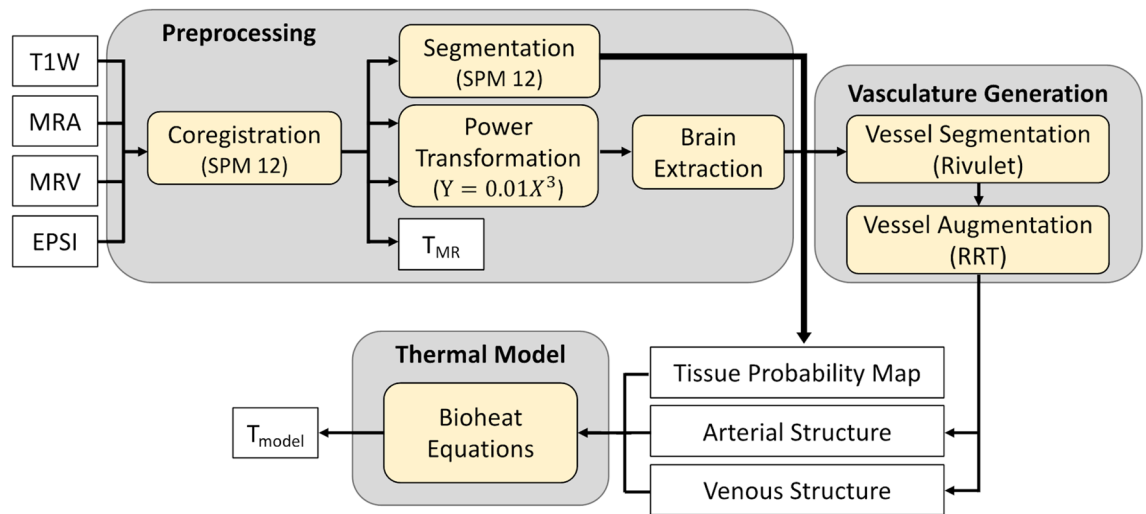 Preprocessing
T1W
MRA
MRV
EPSI
Coregistration
(SPM 12)
Segmentation
(SPM 12)
Power
Transformation
(Y = 0.01X³)
T_MR
Brain
Extraction
Vasculature Generation
Vessel Segmentation
(Rivulet)
Vessel Augmentation
(RRT)
Thermal Model
Bioheat
Equations
T_model
Tissue Probability Map
Arterial Structure
Venous Structure